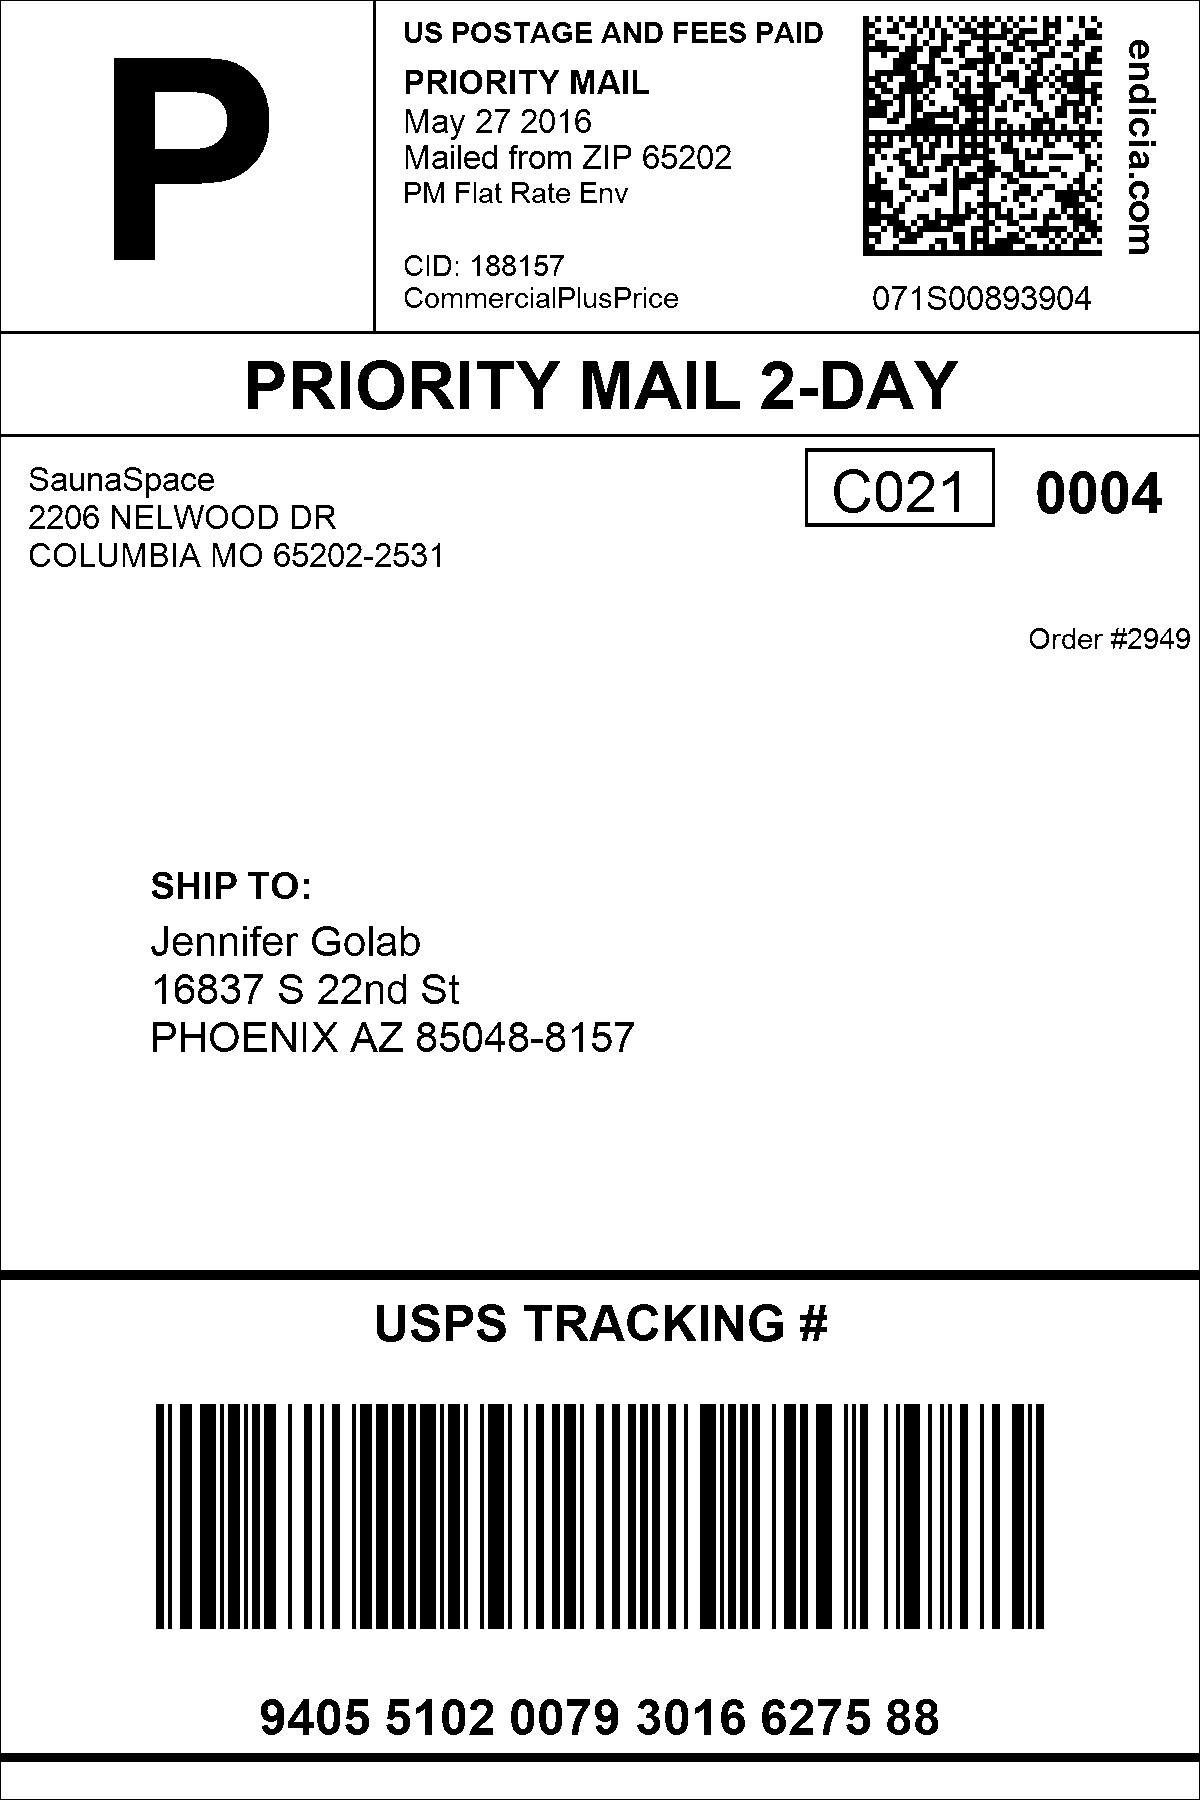 P
US POSTAGE AND FEES PAID
PRIORITY MAIL
May 27 2016
Mailed from ZIP 65202
PM Flat Rate Env
CID: 188157
CommercialPlusPrice
endicia.com
071S00893904
PRIORITY MAIL 2-DAY
SaunaSpace
2206 NELWOOD DR
COLUMBIA MO 65202-2531
C021
0004
Order #2949
SHIP TO:
Jennifer Golab
16837 S 22nd St
PHOENIX AZ 85048-8157
USPS TRACKING #
9405 5102 0079 3016 6275 88